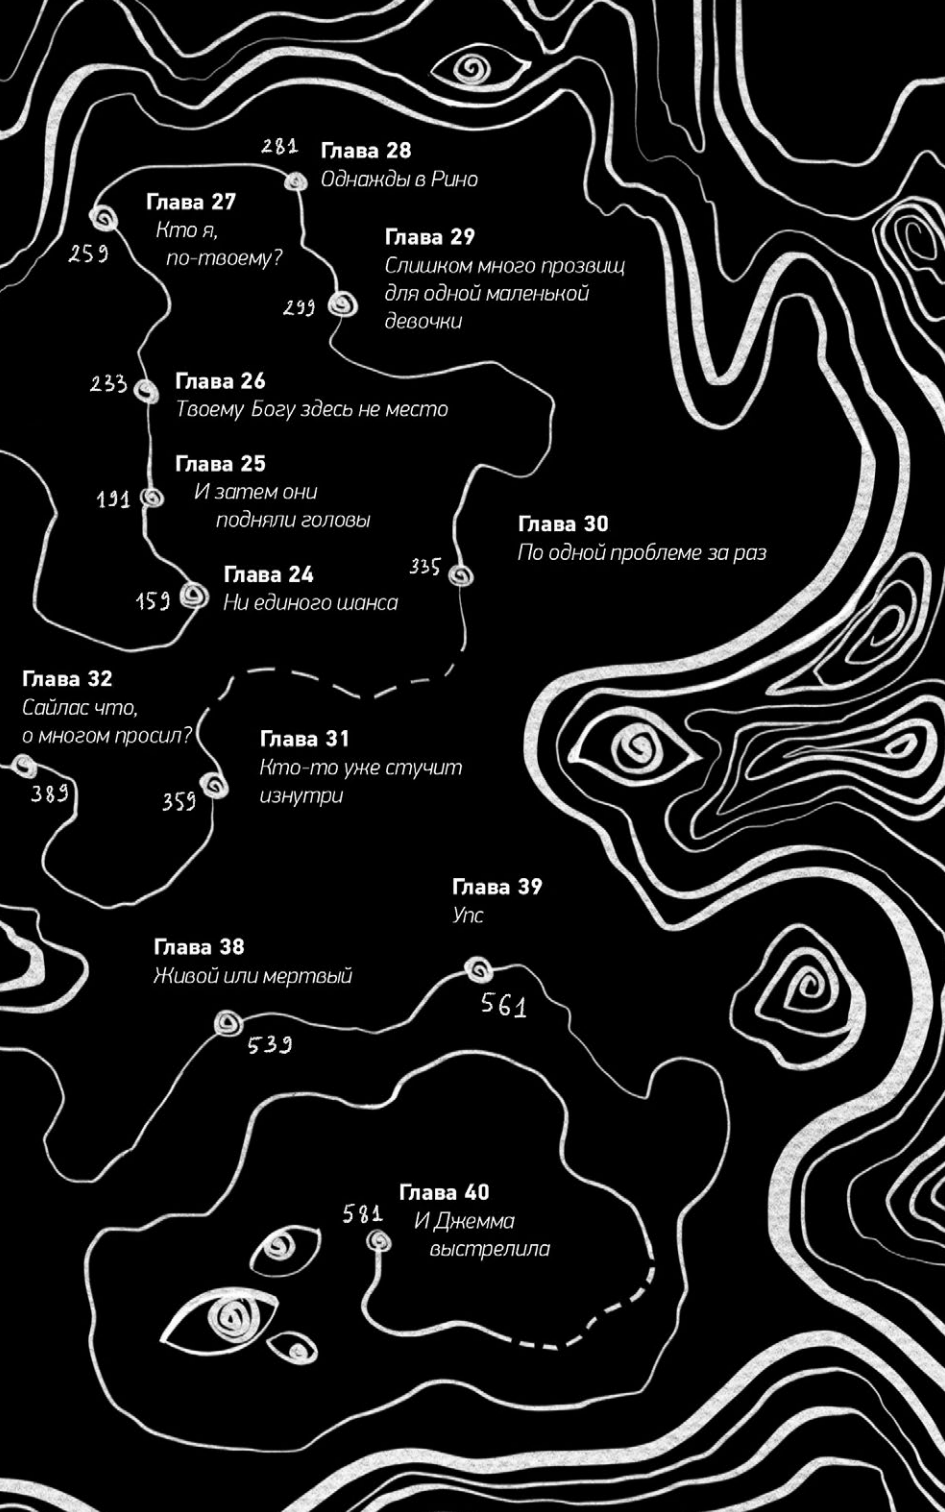 281
Глава 28
Однажды в Рино
Глава 27
Кто я,
по-твоему?
259
Глава 29
Слишком много прозвищ
для одной маленькой
девочки
299
233
Глава 26
Твоему Богу здесь не место
Глава 25
И затем они
подняли головы
191
Глава 30
По одной проблеме за раз
335
Глава 24
Ни единого шанса
159
Глава 32
Сайлас что,
о многом просил?
389
Глава 31
Кто-то уже стучит
изнутри
359
Глава 39
Упс
561
Глава 38
Живой или мертвый
539
Глава 40
И Джемма
выстрелила
581